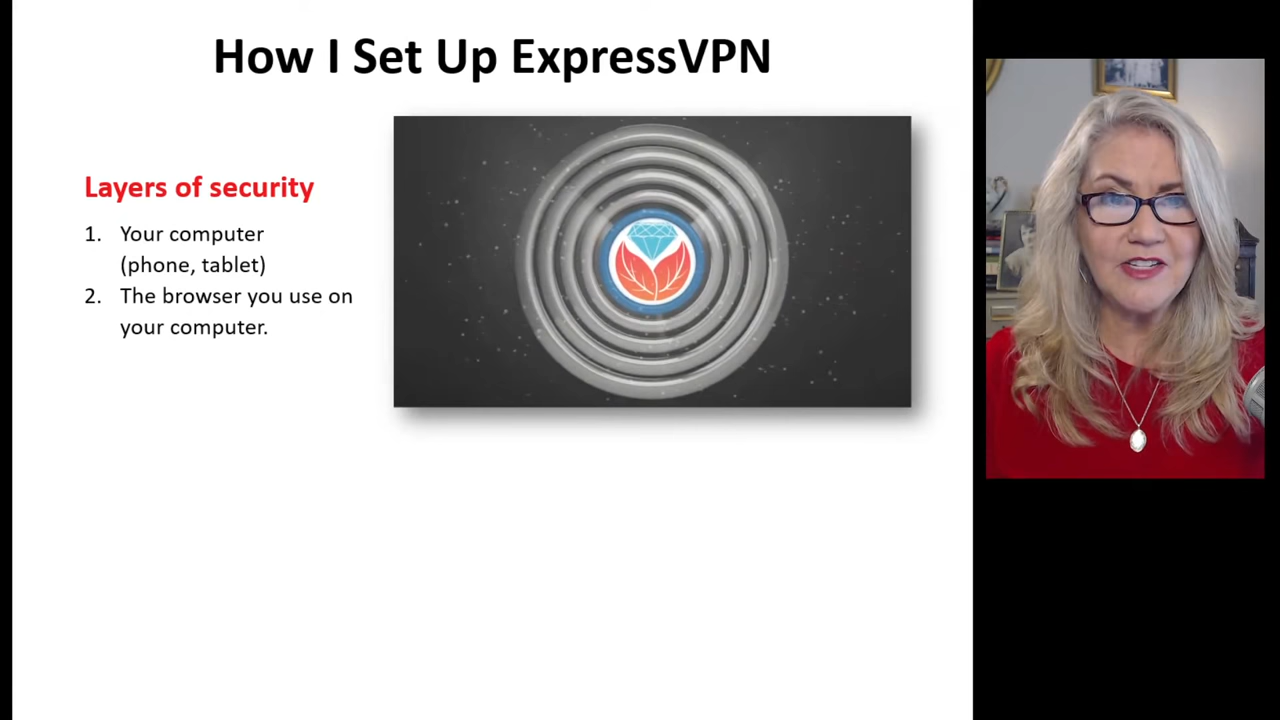 How I Set Up ExpressVPN
Layers of security
1. Your computer
(phone, tablet)
2. The browser you use on
your computer.